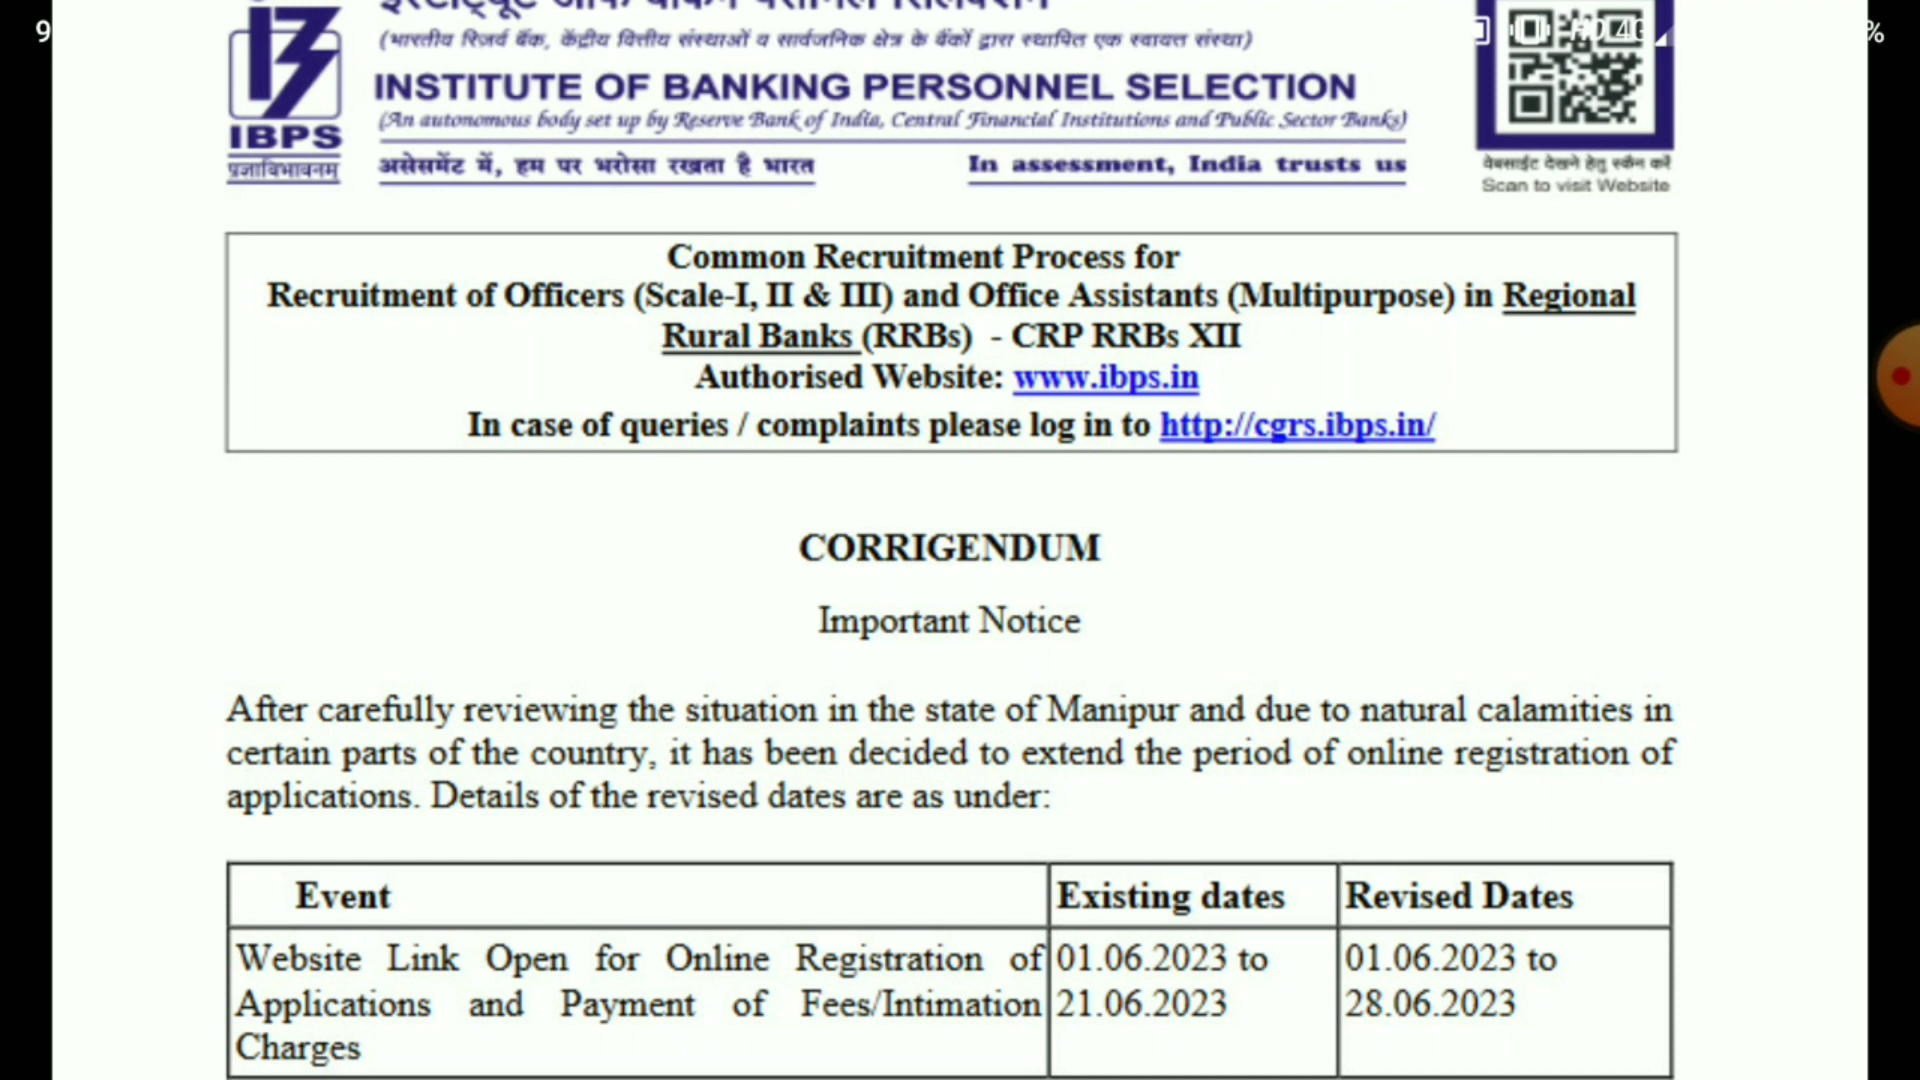 9
%
(भारतीय रिज़र्व बैंक, केंद्रीय वित्तीय संस्थाओं व सार्वजनिक क्षेत्र के बैंकों द्वारा स्थापित एक स्वायत्त संस्था)
INSTITUTE OF BANKING PERSONNEL SELECTION
(An autonomous body set up by Reserve Bank of India, Central Financial Institutions and Public Sector Banks)
IBPS
प्रज्ञाविभावनम्
असेसमेंट में, हम पर भरोसा रखता है भारत
In assessment, India trusts us
वेबसाईट देखने हेतु स्कॅन करें
Scan to visit Website
Common Recruitment Process for
Recruitment of Officers (Scale-I, II & III) and Office Assistants (Multipurpose) in Regional
Rural Banks (RRBs) - CRP RRBs XII
Authorised Website: www.ibps.in
In case of queries / complaints please log in to http://cgrs.ibps.in/
CORRIGENDUM
Important Notice
After carefully reviewing the situation in the state of Manipur and due to natural calamities in
certain parts of the country, it has been decided to extend the period of online registration of
applications. Details of the revised dates are as under:
Event Existing dates Revised Dates
Website Link Open for Online Registration of 01.06.2023 to 01.06.2023 to
Applications and Payment of Fees/Intimation 21.06.2023 28.06.2023
Charges